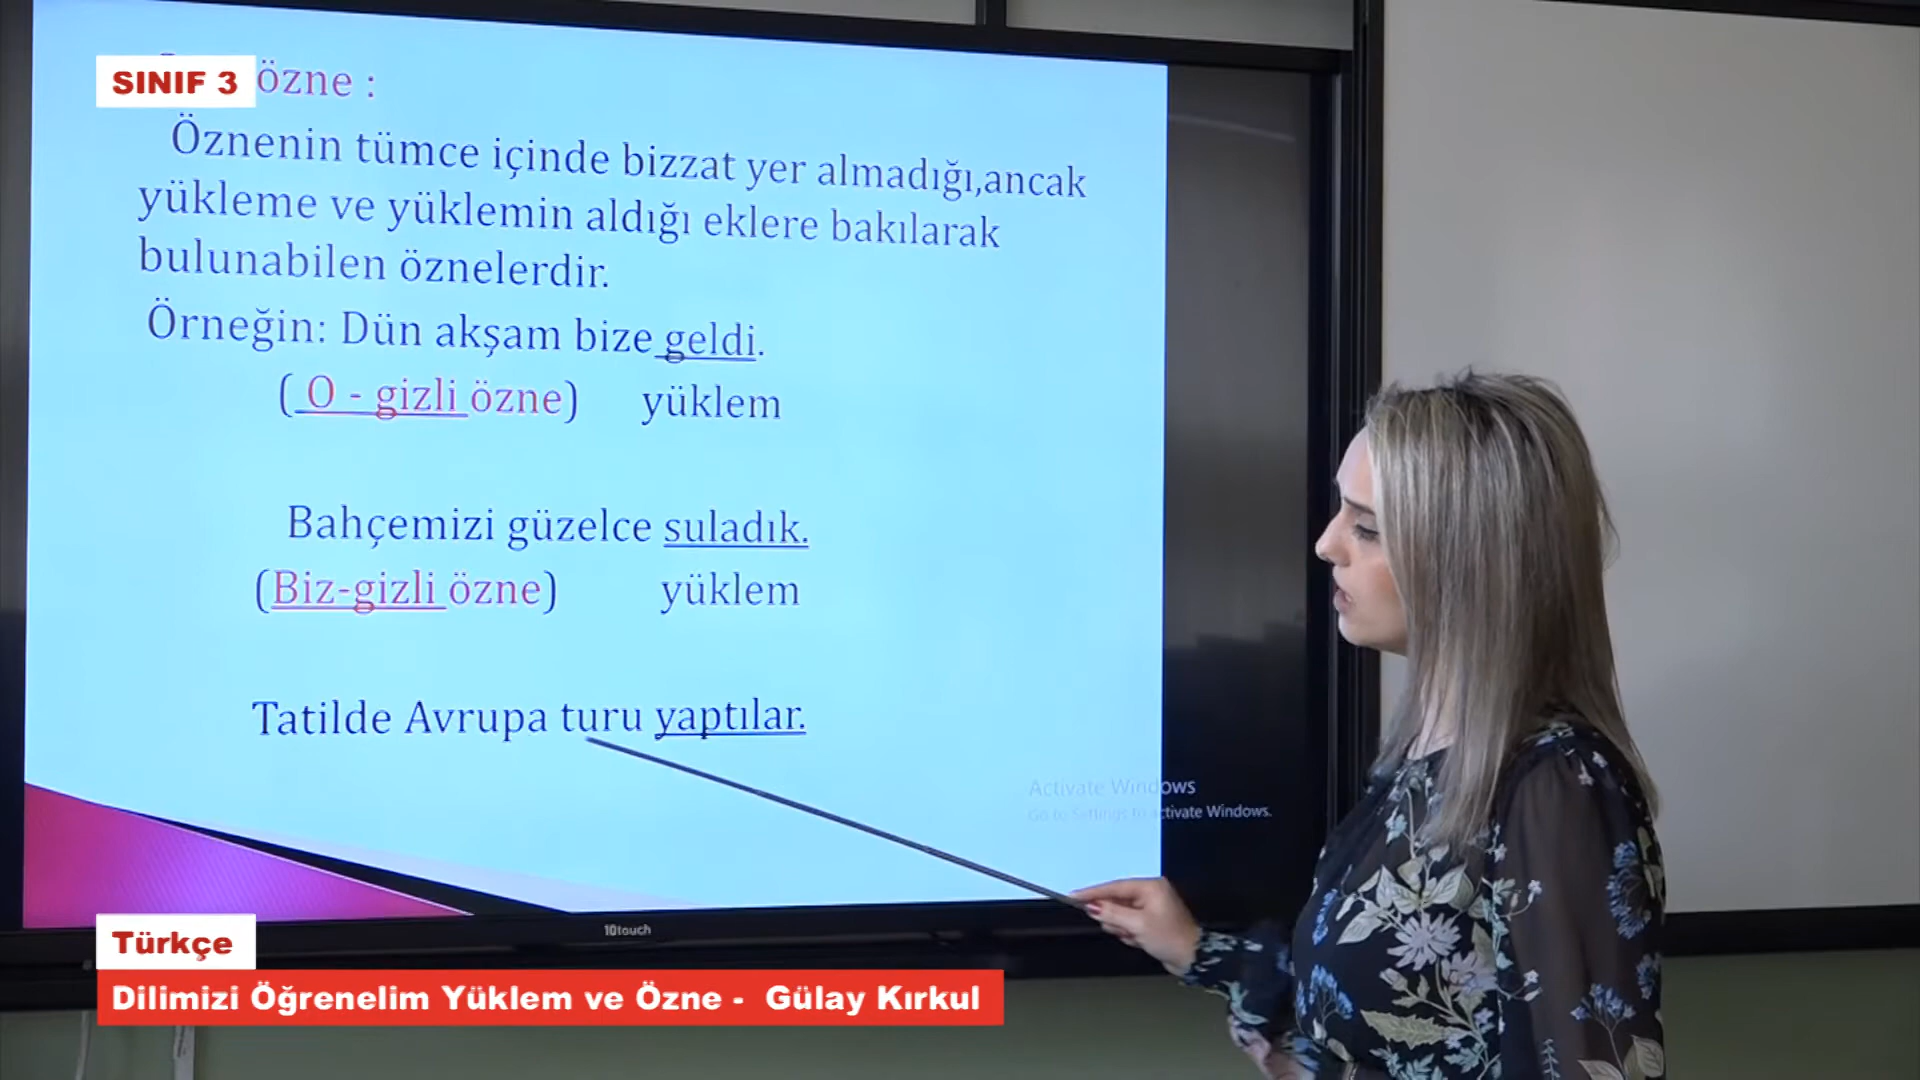 SINIF 3
özne :
Öznenin tümce içinde bizzat yer almadığı,ancak
yükleme ve yüklemin aldığı eklere bakılarak
bulunabilen öznelerdir.
Örneğin: Dün akşam bize geldi.
( O - gizli özne) yüklem
Bahçemizi güzelce suladık.
(Biz-gizli özne) yüklem
Tatilde Avrupa turu yaptılar.
Activate Windows
Go to Settings to activate Windows.
10touch
Türkçe
Dilimizi Öğrenelim Yüklem ve Özne - Gülay Kırkul